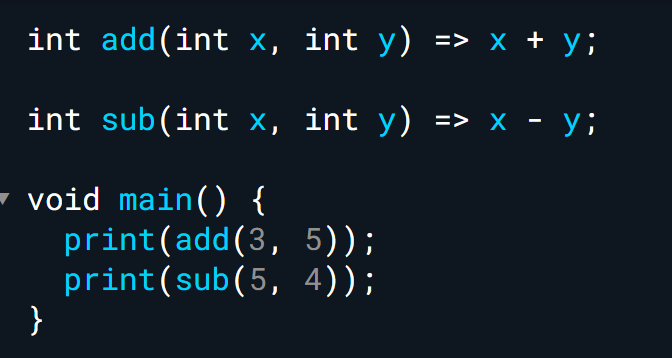 int add(int x, int y) => x + y;
int sub(int x, int y) => x - y;
void main() {
  print(add(3, 5));
  print(sub(5, 4));
}